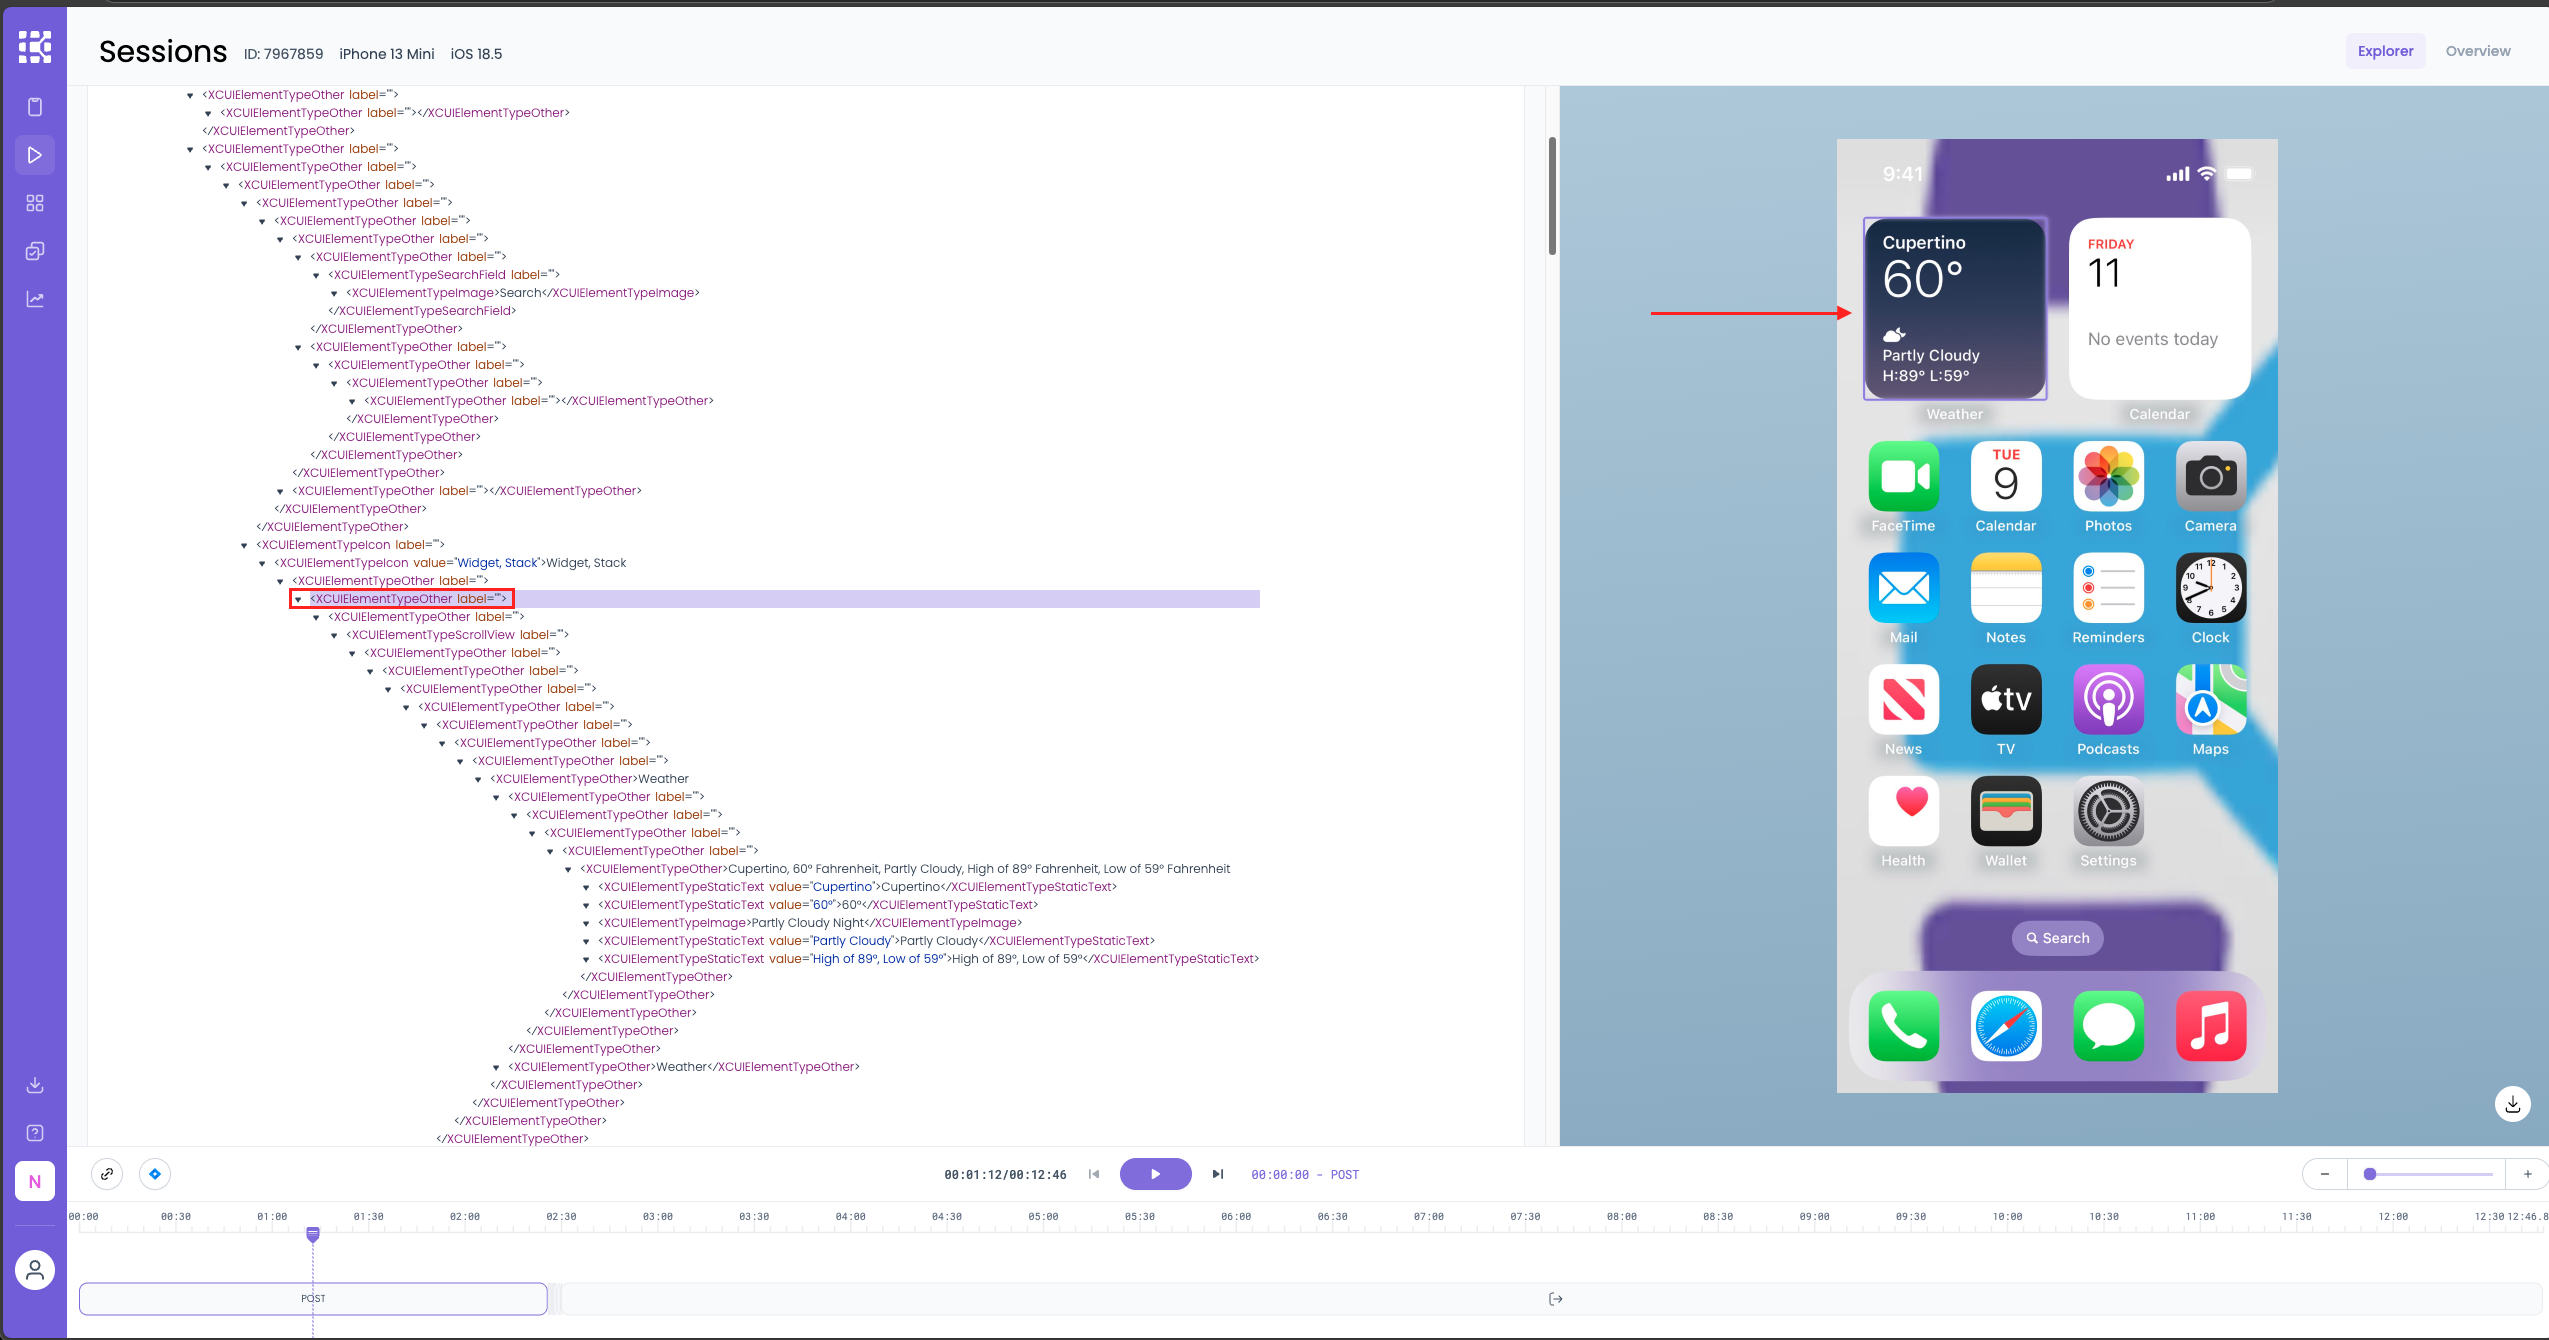 Sessions ID: 7967859 iPhone 13 Mini iOS 18.5
Explorer Overview
<XCUIElementTypeOther label="">
<XCUIElementTypeOther label=""></XCUIElementTypeOther>
</XCUIElementTypeOther>
<XCUIElementTypeOther label="">
<XCUIElementTypeOther label="">
<XCUIElementTypeOther label="">
<XCUIElementTypeOther label="">
<XCUIElementTypeOther label="">
<XCUIElementTypeOther label="">
<XCUIElementTypeOther label="">
<XCUIElementTypeSearchField label="">
<XCUIElementTypeImage>Search</XCUIElementTypeImage>
</XCUIElementTypeSearchField>
</XCUIElementTypeOther>
<XCUIElementTypeOther label="">
<XCUIElementTypeOther label="">
<XCUIElementTypeOther label="">
<XCUIElementTypeOther label=""></XCUIElementTypeOther>
</XCUIElementTypeOther>
</XCUIElementTypeOther>
</XCUIElementTypeOther>
</XCUIElementTypeOther>
<XCUIElementTypeOther label=""></XCUIElementTypeOther>
</XCUIElementTypeOther>
</XCUIElementTypeOther>
<XCUIElementTypeIcon label="">
<XCUIElementTypeIcon value="Widget, Stack">Widget, Stack
<XCUIElementTypeOther label="">
<XCUIElementTypeOther label="">
<XCUIElementTypeOther label="">
<XCUIElementTypeScrollView label="">
<XCUIElementTypeOther label="">
<XCUIElementTypeOther label="">
<XCUIElementTypeOther label="">
<XCUIElementTypeOther label="">
<XCUIElementTypeOther label="">
<XCUIElementTypeOther label="">
<XCUIElementTypeOther label="">
<XCUIElementTypeOther>Weather
<XCUIElementTypeOther label="">
<XCUIElementTypeOther label="">
<XCUIElementTypeOther label="">
<XCUIElementTypeOther label="">
<XCUIElementTypeOther>Cupertino, 60° Fahrenheit, Partly Cloudy, High of 89° Fahrenheit, Low of 59° Fahrenheit
<XCUIElementTypeStaticText value="Cupertino">Cupertino</XCUIElementTypeStaticText>
<XCUIElementTypeStaticText value="60°">60°</XCUIElementTypeStaticText>
<XCUIElementTypeImage>Partly Cloudy Night</XCUIElementTypeImage>
<XCUIElementTypeStaticText value="Partly Cloudy">Partly Cloudy</XCUIElementTypeStaticText>
<XCUIElementTypeStaticText value="High of 89°, Low of 59°">High of 89°, Low of 59°</XCUIElementTypeStaticText>
</XCUIElementTypeOther>
</XCUIElementTypeOther>
</XCUIElementTypeOther>
</XCUIElementTypeOther>
</XCUIElementTypeOther>
<XCUIElementTypeOther>Weather</XCUIElementTypeOther>
</XCUIElementTypeOther>
</XCUIElementTypeOther>
</XCUIElementTypeOther>
</XCUIElementTypeOther>
9:41
Cupertino
60°
Partly Cloudy
H:89° L:59°
Weather
FRIDAY
11
No events today
Calendar
TUE
9
FaceTime Calendar Photos Camera
12 1 2 3 4 5 6 7 8 9 10 11
Mail Notes Reminders Clock
tv
News TV Podcasts Maps
Health Wallet Settings
Search
N
00:01:12/00:12:46 00:00:00 - POST
00:00 00:30 01:00 01:30 02:00 02:30 03:00 03:30 04:00 04:30 05:00 05:30 06:00 06:30 07:00 07:30 08:00 08:30 09:00 09:30 10:00 10:30 11:00 11:30 12:00 12:30 12:46.8
POST